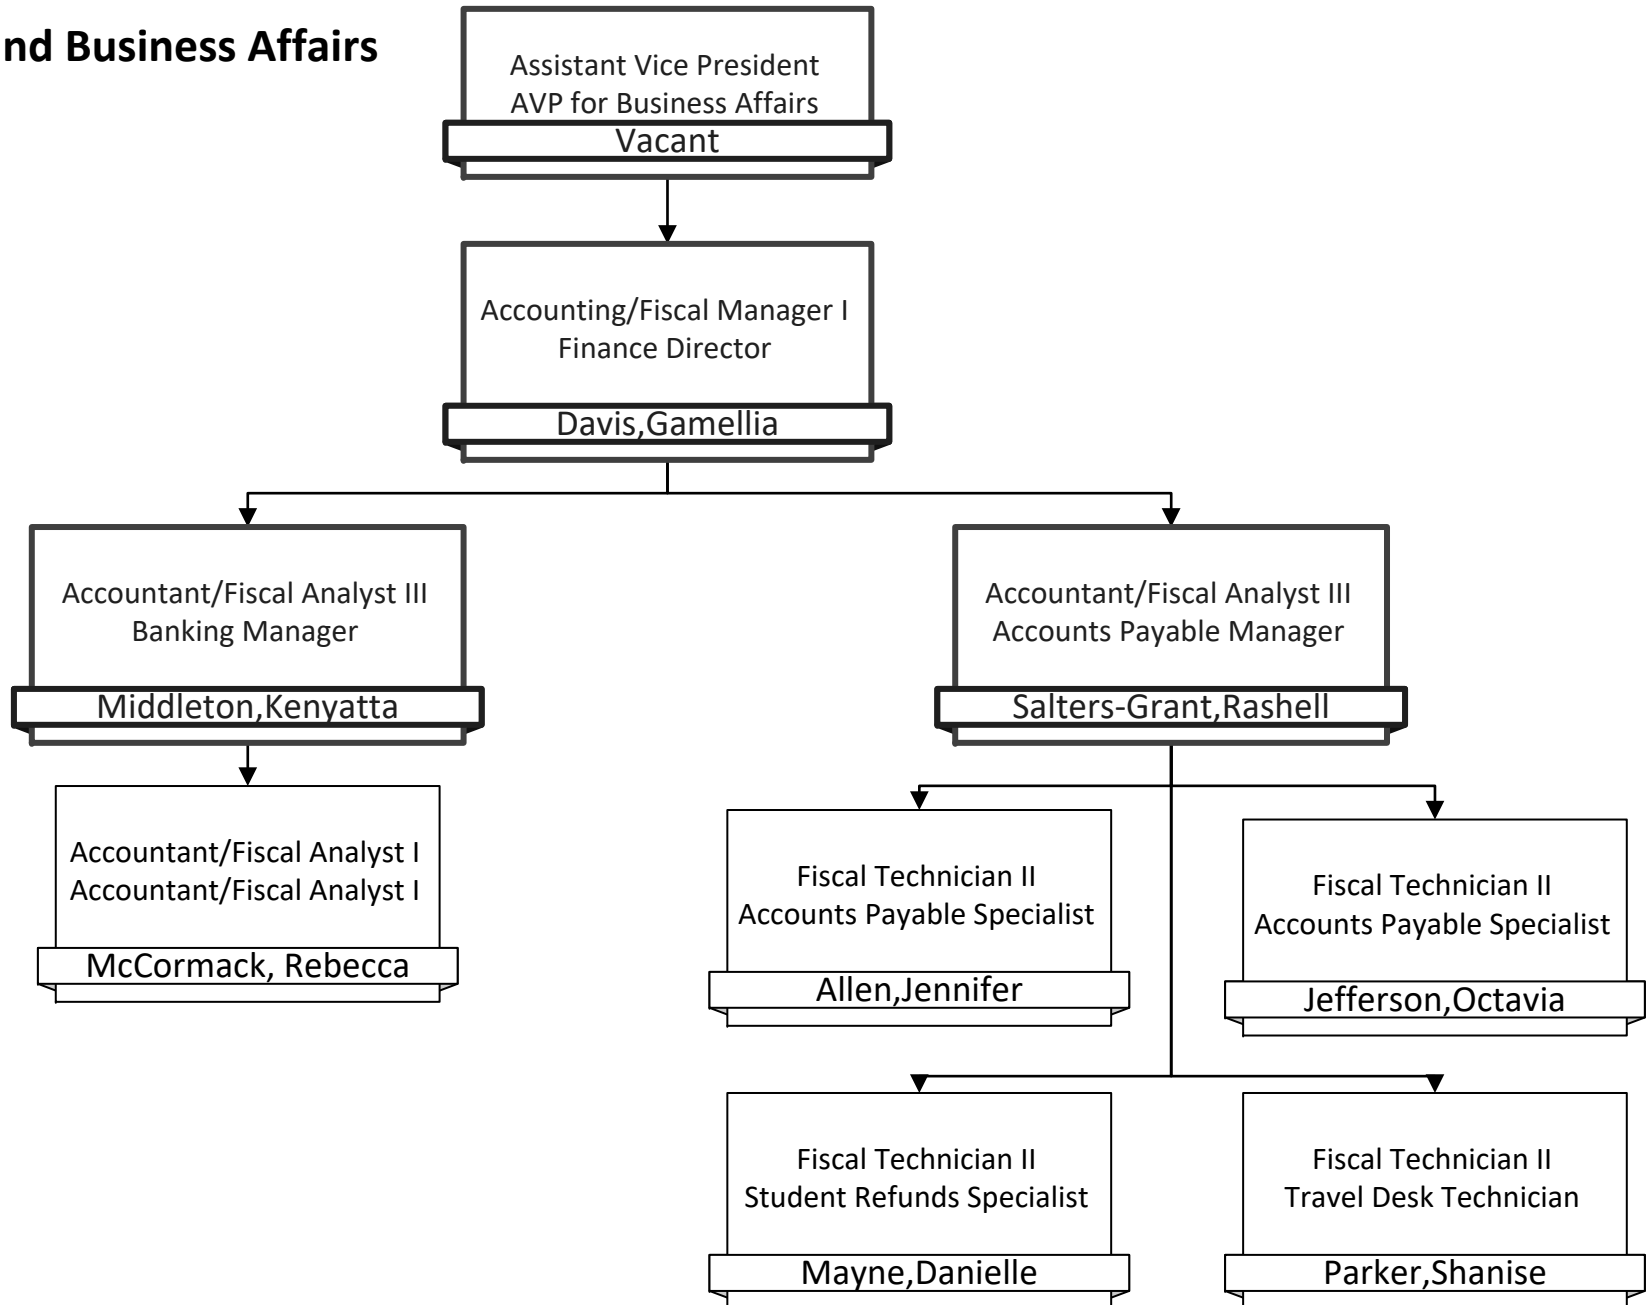 nd Business Affairs
Assistant Vice President
AVP for Business Affairs
Vacant
Accounting/Fiscal Manager I
Finance Director
Davis,Gamellia
Accountant/Fiscal Analyst III
Banking Manager
Middleton,Kenyatta
Accountant/Fiscal Analyst III
Accounts Payable Manager
Salters-Grant,Rashell
Accountant/Fiscal Analyst I
Accountant/Fiscal Analyst I
McCormack, Rebecca
Fiscal Technician II
Accounts Payable Specialist
Allen,Jennifer
Fiscal Technician II
Accounts Payable Specialist
Jefferson,Octavia
Fiscal Technician II
Student Refunds Specialist
Mayne,Danielle
Fiscal Technician II
Travel Desk Technician
Parker,Shanise